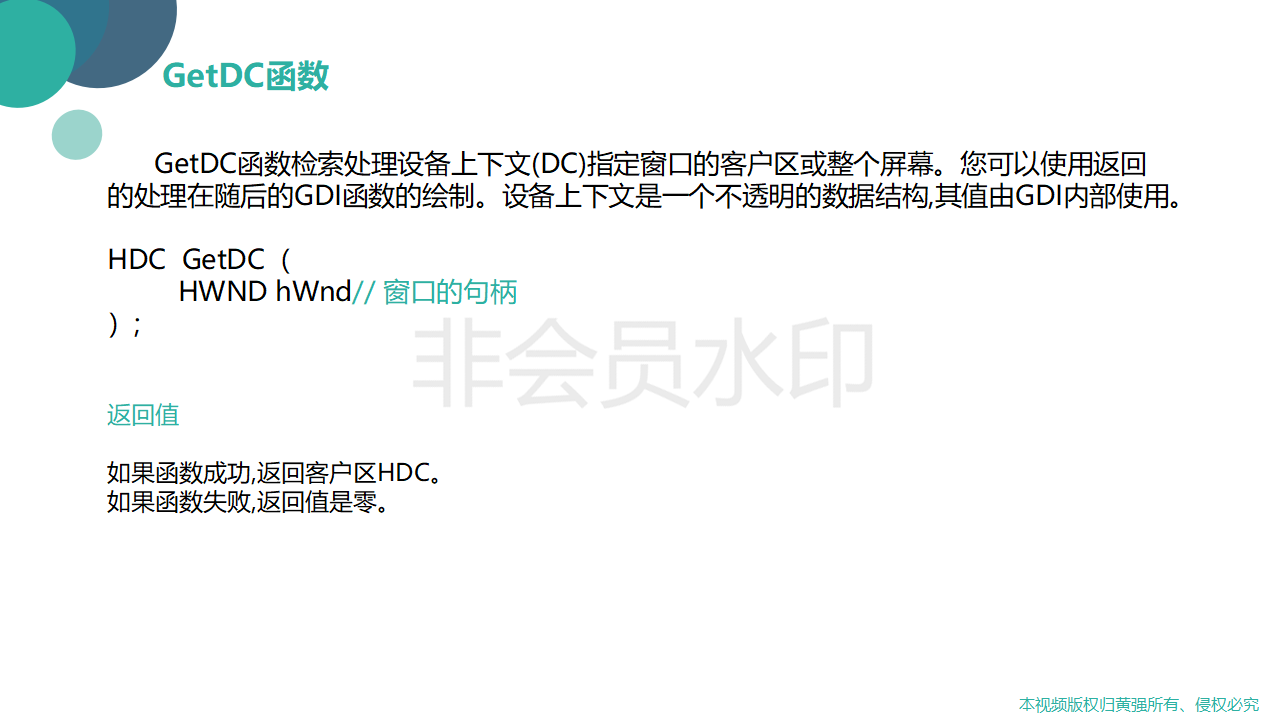 GetDC函数
GetDC函数检索处理设备上下文(DC)指定窗口的客户区或整个屏幕。您可以使用返回
的处理在随后的GDI函数的绘制。设备上下文是一个不透明的数据结构,其值由GDI内部使用。
HDC GetDC（
HWND hWnd// 窗口的句柄
）;
非会员水印
返回值
如果函数成功,返回客户区HDC。
如果函数失败,返回值是零。
本视频版权归黄强所有、侵权必究